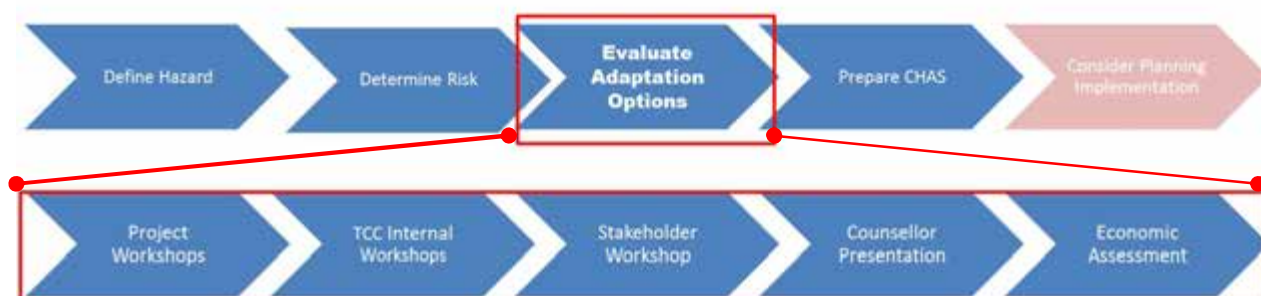 Define Hazard
Determine Risk
Evaluate
Adaptation
Options
Prepare CHAS
Consider Planning
Implementation
Project
Workshops
TCC Internal
Workshops
Stakeholder
Workshop
Counsellor
Presentation
Economic
Assessment